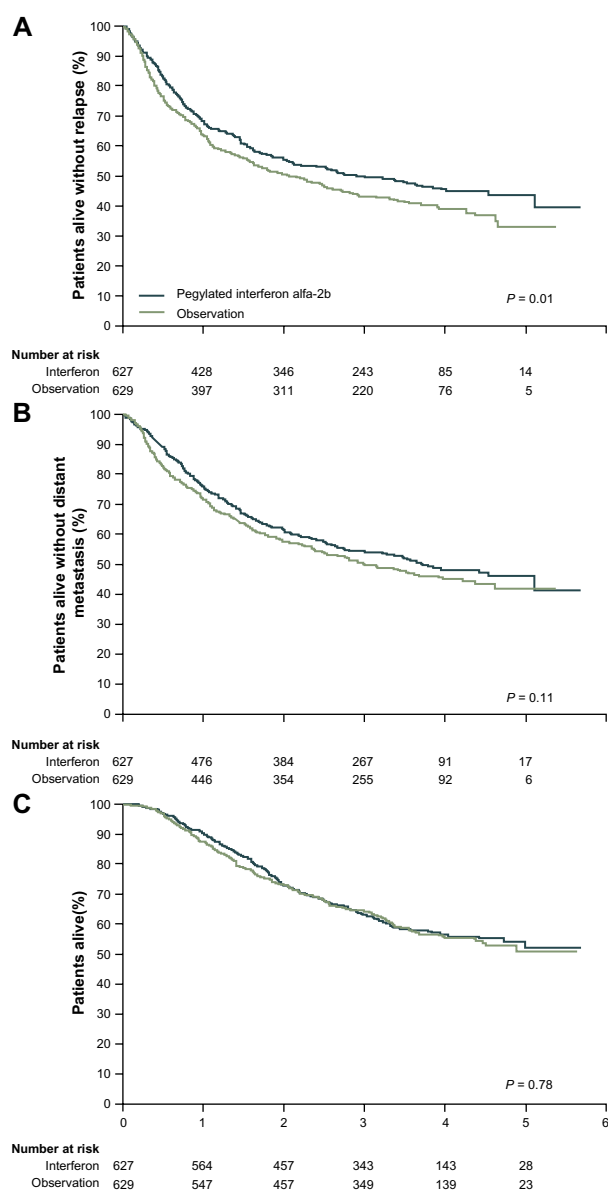 A
Patients alive without relapse (%)
100
90
80
70
60
50
40
30
20
10
0
Pegylated interferon alfa-2b
Observation
P = 0.01
Number at risk
Interferon 627 428 346 243 85 14
Observation 629 397 311 220 76 5
B
Patients alive without distant
metastasis (%)
100
90
80
70
60
50
40
30
20
10
0
P = 0.11
Number at risk
Interferon 627 476 384 267 91 17
Observation 629 446 354 255 92 6
C
Patients alive(%)
100
90
80
70
60
50
40
30
20
10
0
P = 0.78
0 1 2 3 4 5 6
Number at risk
Interferon 627 564 457 343 143 28
Observation 629 547 457 349 139 23